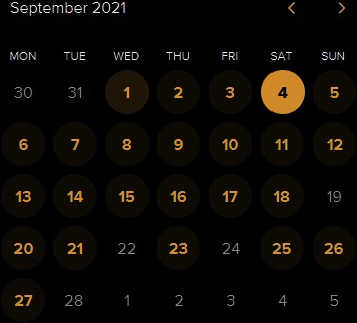 September 2021
MON TUE WED THU FRI SAT SUN
30 31 1 2 3 4 5
6 7 8 9 10 11 12
13 14 15 16 17 18 19
20 21 22 23 24 25 26
27 28 1 2 3 4 5